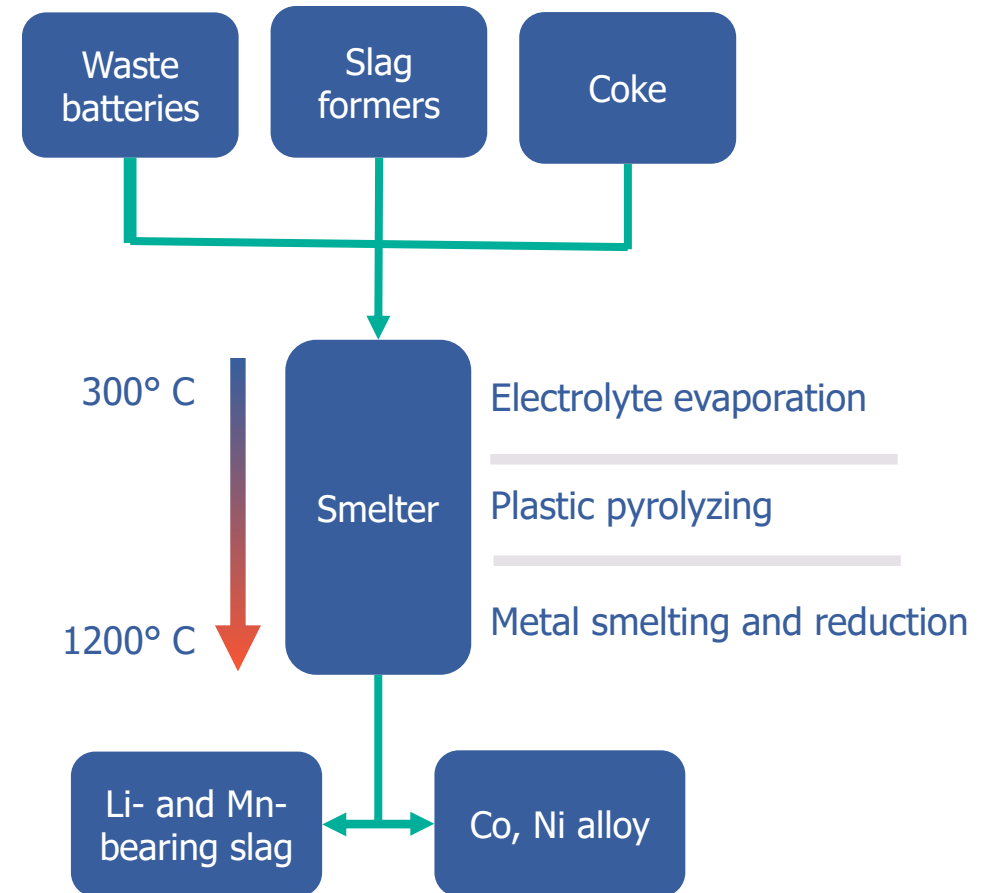 Waste
batteries
Slag
formers
Coke
300° C
Electrolyte evaporation
Smelter
Plastic pyrolyzing
1200° C
Metal smelting and reduction
Li- and Mn-
bearing slag
Co, Ni alloy